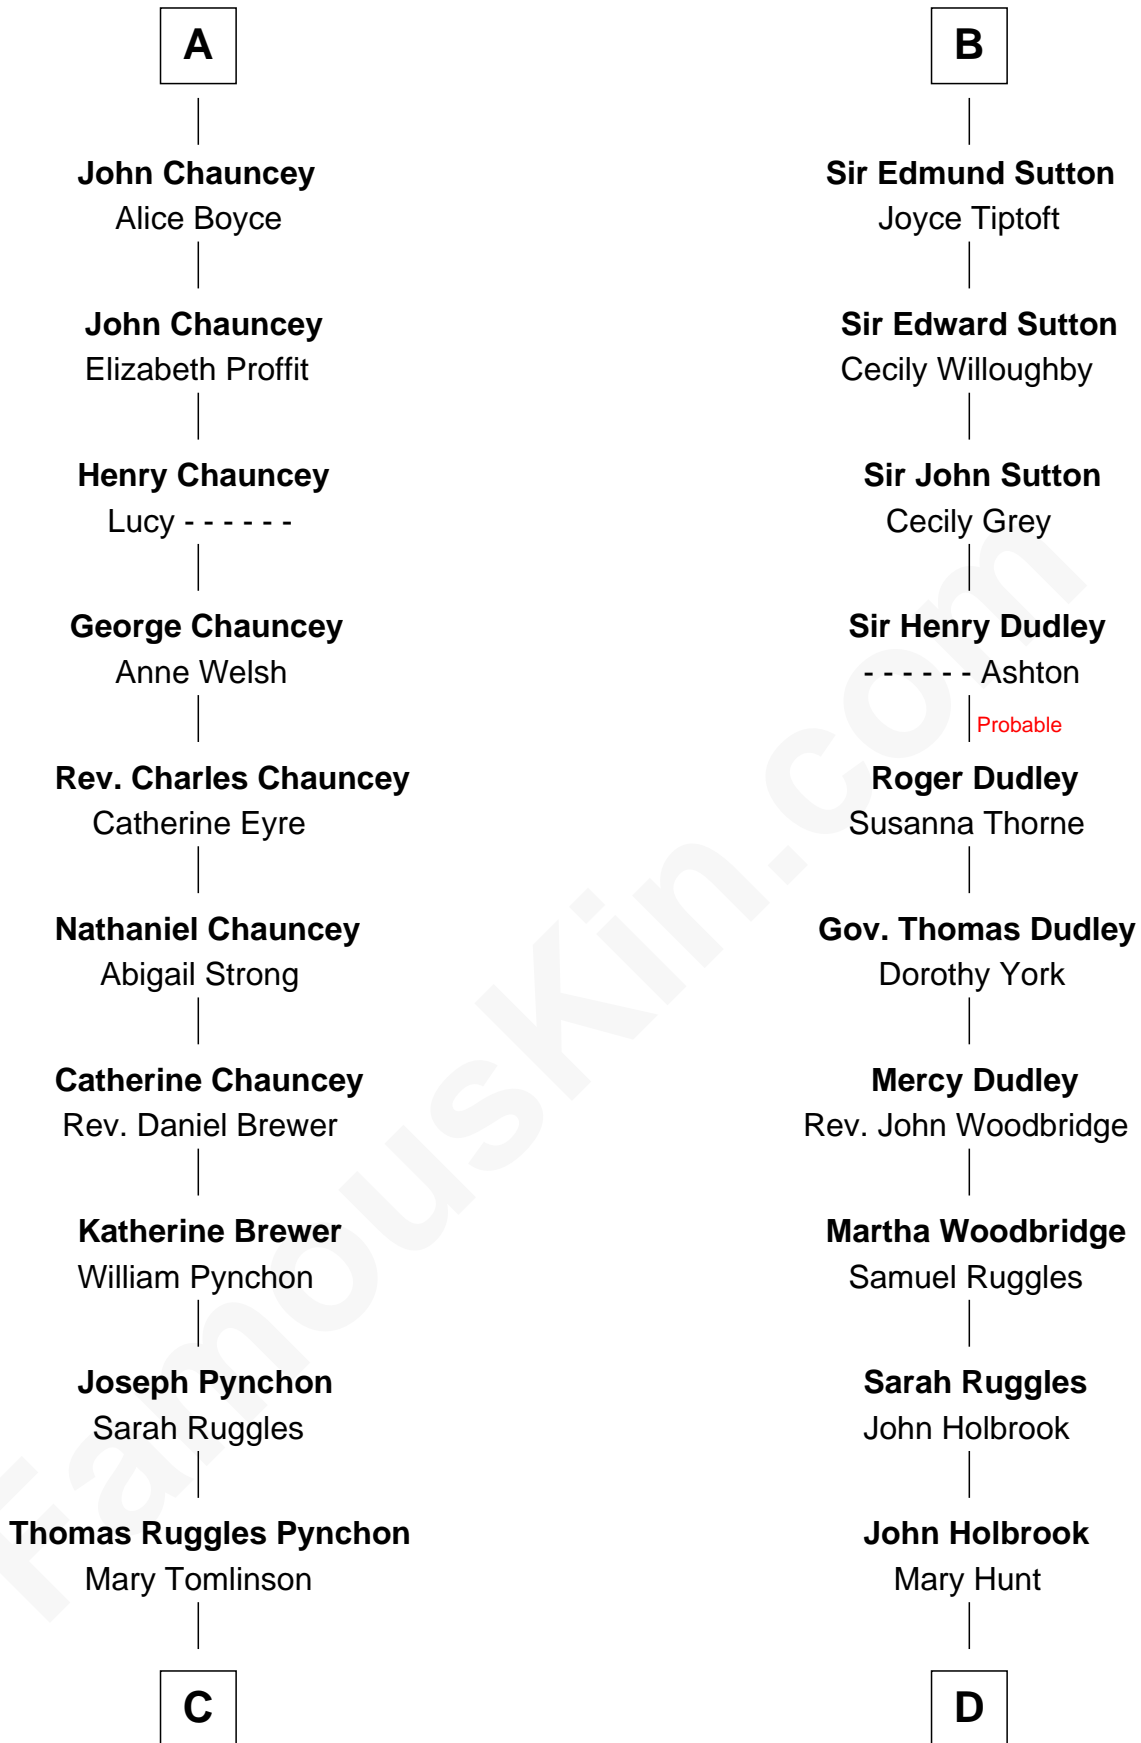 A
John Chauncey
Alice Boyce
John Chauncey
Elizabeth Proffit
Henry Chauncey
Lucy - - - - - -
George Chauncey
Anne Welsh
Rev. Charles Chauncey
Catherine Eyre
Nathaniel Chauncey
Abigail Strong
Catherine Chauncey
Rev. Daniel Brewer
Katherine Brewer
William Pynchon
Joseph Pynchon
Sarah Ruggles
Thomas Ruggles Pynchon
Mary Tomlinson
C
B
Sir Edmund Sutton
Joyce Tiptoft
Sir Edward Sutton
Cecily Willoughby
Sir John Sutton
Cecily Grey
Sir Henry Dudley
- - - - - - Ashton
Probable
Roger Dudley
Susanna Thorne
Gov. Thomas Dudley
Dorothy York
Mercy Dudley
Rev. John Woodbridge
Martha Woodbridge
Samuel Ruggles
Sarah Ruggles
John Holbrook
John Holbrook
Mary Hunt
D
FamousKin.com